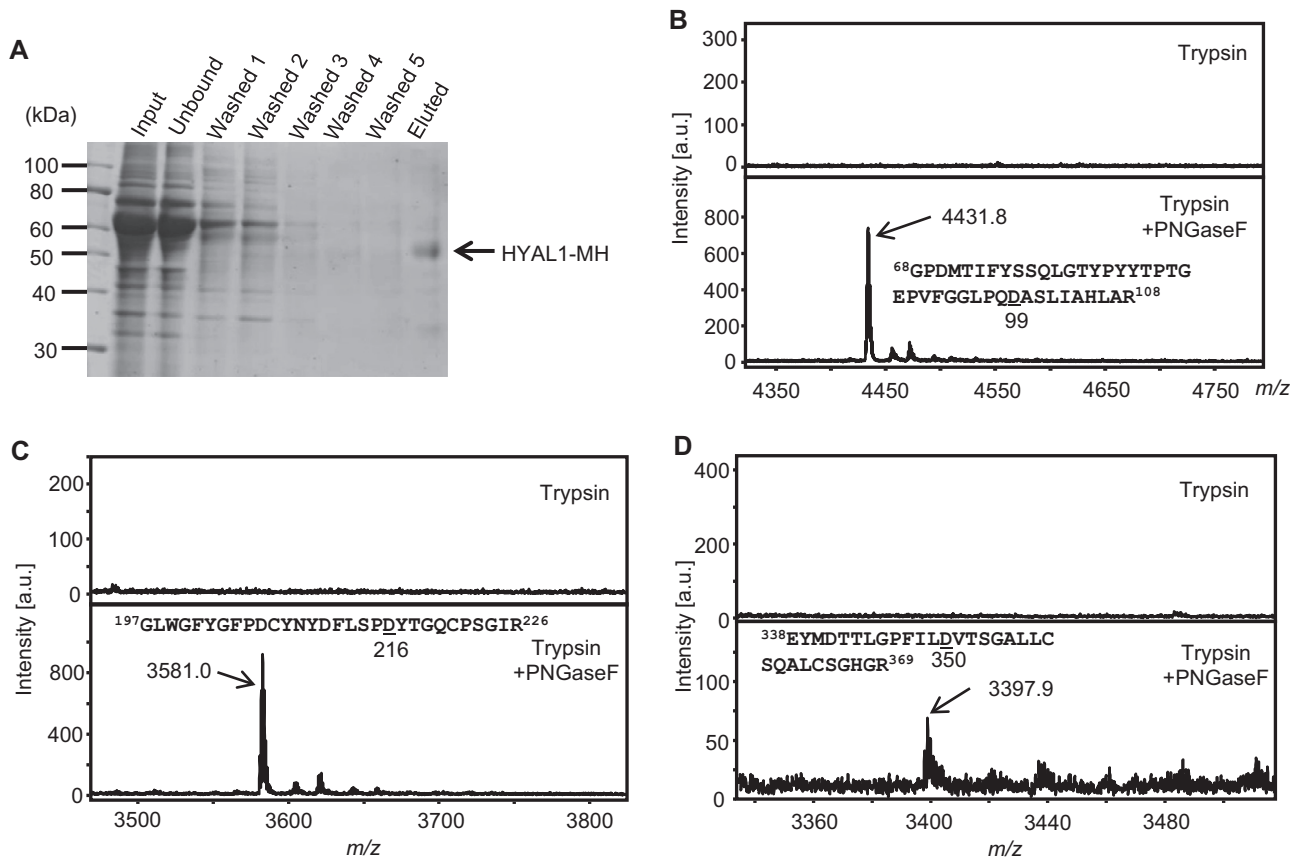 A
(kDa)
Input
Unbound
Washed 1
Washed 2
Washed 3
Washed 4
Washed 5
Eluted
100
80
60
50
40
30
HYAL1-MH
B
Intensity [a.u.]
300
200
100
0
Trypsin
800
600
400
200
0
Trypsin
+PNGaseF
4431.8
68GPDMTIFYSSQLGTYPYYTPTG
EPVFGGLPQDASLIAHLAR108
99
4350
4450
4550
4650
4750
m/z
C
Intensity [a.u.]
200
100
0
Trypsin
197GLWGFYGFPDCYNYDFLSPDYTGQCPSGIR226
216
Trypsin
+PNGaseF
3581.0
800
400
0
3500
3600
3700
3800
m/z
D
Intensity [a.u.]
400
200
0
Trypsin
338EYMDTTLGPFILDVTSGALLC
SQALCSGHGR369
350
Trypsin
+PNGaseF
3397.9
100
50
0
3360
3400
3440
3480
m/z